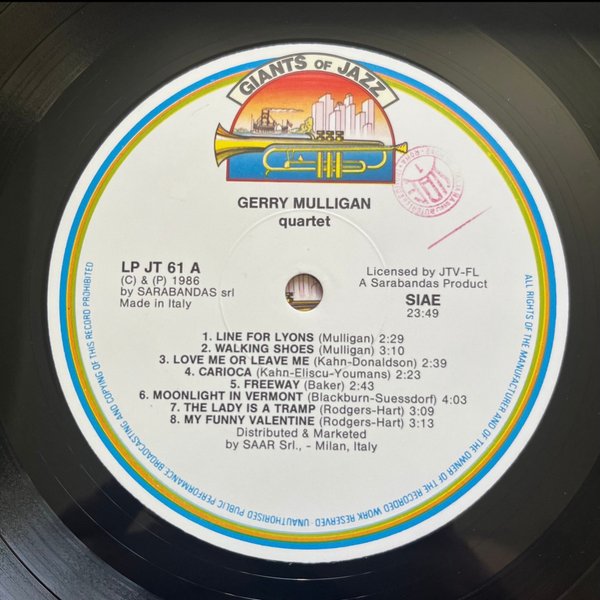 GIANTS OF JAZZ
GERRY MULLIGAN
quartet
LP JT 61 A
(C) & (P) 1986
by SARABANDAS srl
Made in Italy
Licensed by JTV-FL
A Sarabandas Product
SIAE
23:49
1. LINE FOR LYONS (Mulligan) 2:29
2. WALKING SHOES (Mulligan) 3:10
3. LOVE ME OR LEAVE ME (Kahn-Donaldson) 2:39
4. CARIOCA (Kahn-Eliscu-Youmans) 2:23
5. FREEWAY (Baker) 2:43
6. MOONLIGHT IN VERMONT (Blackburn-Suessdorf) 4:03
7. THE LADY IS A TRAMP (Rodgers-Hart) 3:09
8. MY FUNNY VALENTINE (Rodgers-Hart) 3:13
Distributed & Marketed
by SAAR Srl., - Milan, Italy
ALL RIGHTS OF THE MANUFACTURER AND OF THE OWNER OF THE RECORDED WORK RESERVED · UNAUTHORISED PUBLIC PERFORMANCE BROADCASTING AND COPYING OF THIS RECORD PROHIBITED